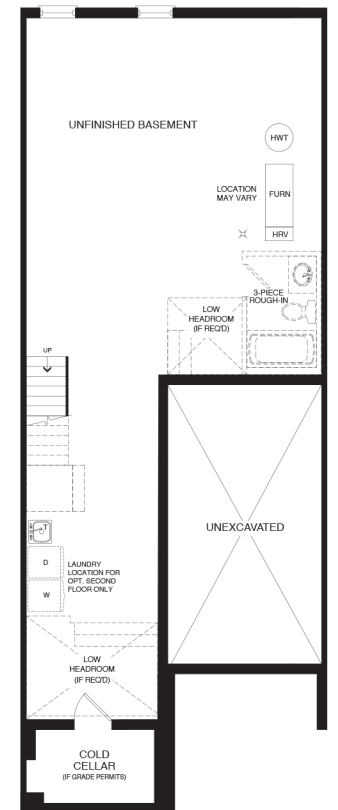 UNFINISHED BASEMENT
HWT
LOCATION
MAY VARY
FURN
HRV
3-PIECE
ROUGH-IN
LOW
HEADROOM
(IF REQ'D)
UP
UNEXCAVATED
T
D
W
LAUNDRY
LOCATION FOR
OPT. SECOND
FLOOR ONLY
LOW
HEADROOM
(IF REQ'D)
COLD
CELLAR
(IF GRADE PERMITS)